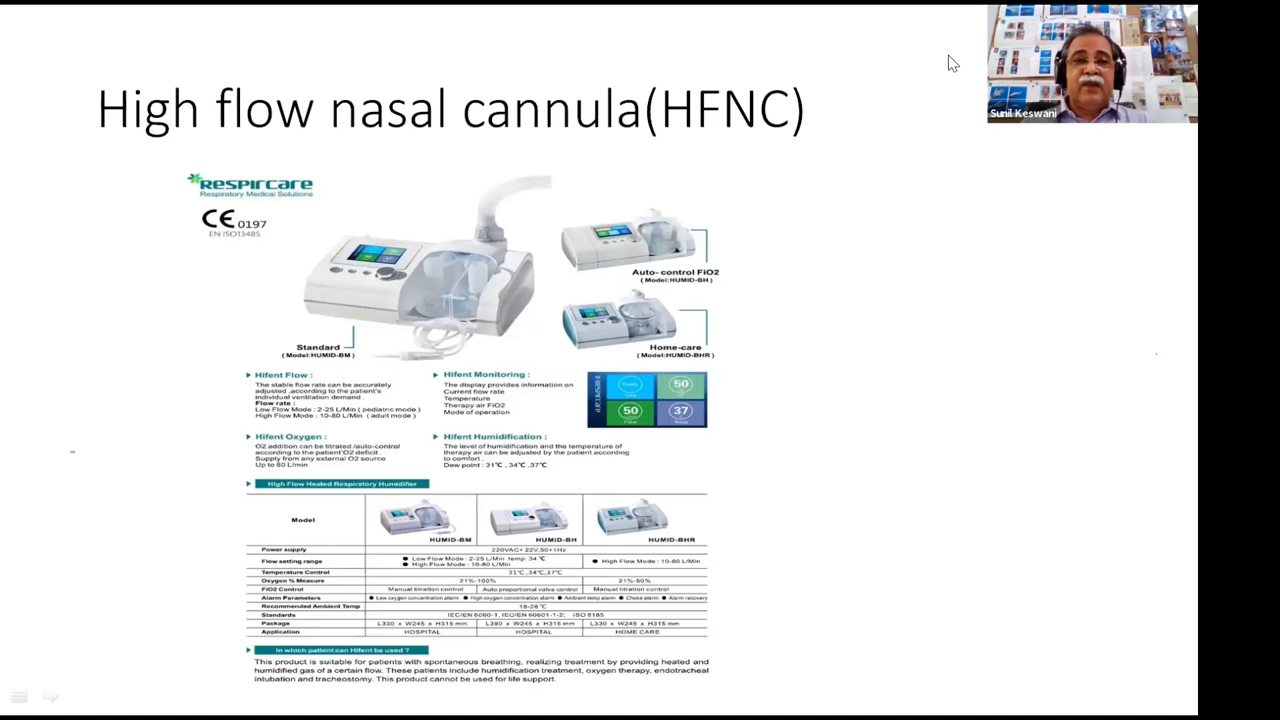 High flow nasal cannula(HFNC)
Sunil Keswani
RESPIRCARE
Respiratory Medical Solutions
CE 0197
EN ISO13485
Auto- control FiO2
( Model:HUMID-BH )
Standard
( Model:HUMID-BM )
Home-care
( Model:HUMID-BHR )
Hifent Flow :
The stable flow rate can be accurately
adjusted ,according to the patient's
individual ventilation demand .
Flow rate :
Low Flow Mode : 2-25 L/Min ( pediatric mode )
High Flow Mode : 10-80 L/Min ( adult mode )
Hifent Monitoring :
The display provides information on
Current flow rate
Temperature
Therapy air FiO2
Mode of operation
RESPIRCARE
Ready
50
50
Flow
37
Temp
Hifent Oxygen :
O2 addition can be titrated /auto-control
according to the patient'O2 deficit .
Supply from any external O2 source
Up to 80 L/min
Hifent Humidification :
The level of humidification and the temperature of
therapy air can be adjusted by the patient according
to comfort .
Dew point : 31℃ , 34℃ ,37℃
High Flow Heated Respiratory Humidifier
Model HUMID-BM HUMID-BH HUMID-BHR
Power supply 220VAC+ 22V,50+1Hz
Flow setting range ● Low Flow Mode : 2-25 L/Min temp: 34 ℃
● High Flow Mode : 10-80 L/Min ● High Flow Mode : 10-60 L/Min
Temperature Control 31℃,34℃,37℃
Oxygen % Measure 21%-100% 21%-50%
FiO2 Control Manual titration control Auto proportional valve control Manual titration control
Alarm Parameters ● Low oxygen concentration alarm ● High oxygen concentration alarm ● Ambient temp alarm ● Choke alarm ● Alarm recovery
Recommended Ambient Temp 18-28 ℃
Standards IEC/EN 6060-1, IEC/EN 60601-1-2; ISO 8185
Package L330 x W245 x H315 mm L390 x W245 x H315 mm L330 x W245 x H315 mm
Application HOSPITAL HOSPITAL HOME CARE
In which patient can Hifent be used ?
This product is suitable for patients with spontaneous breathing, realizing treatment by providing heated and
humidified gas of a certain flow. These patients include humidification treatment, oxygen therapy, endotracheal
intubation and tracheostomy. This product cannot be used for life support.